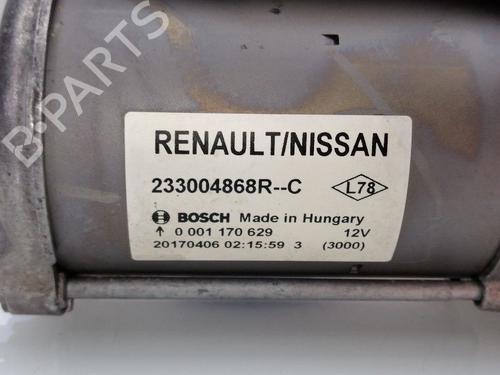 B-PARTS
RENAULT/NISSAN
233004868R--C L78
BOSCH Made in Hungary
0 001 170 629 12V
20170406 02:15:59 3 (3000)